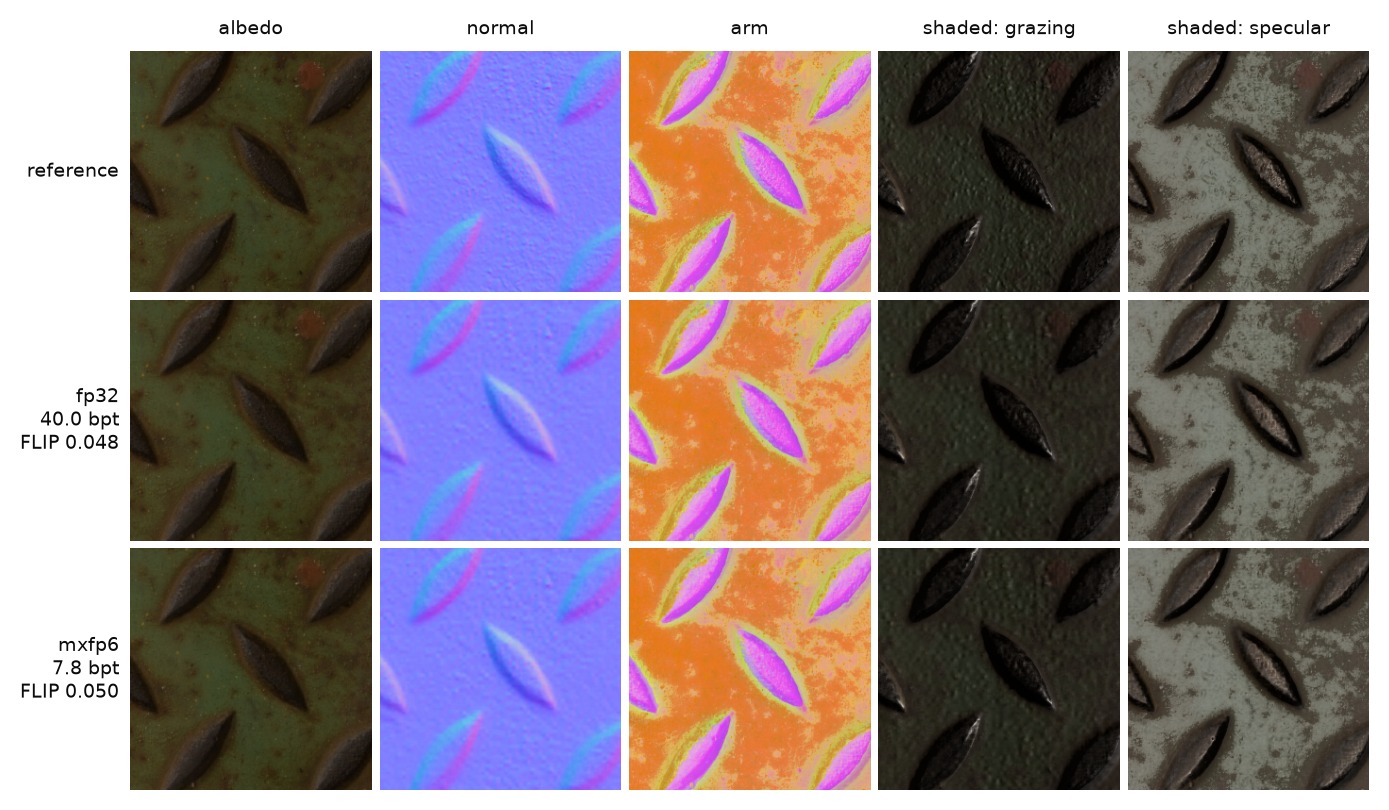 albedo
normal
arm
shaded: grazing
shaded: specular
reference
fp32
40.0 bpt
FLIP 0.048
mxfp6
7.8 bpt
FLIP 0.050